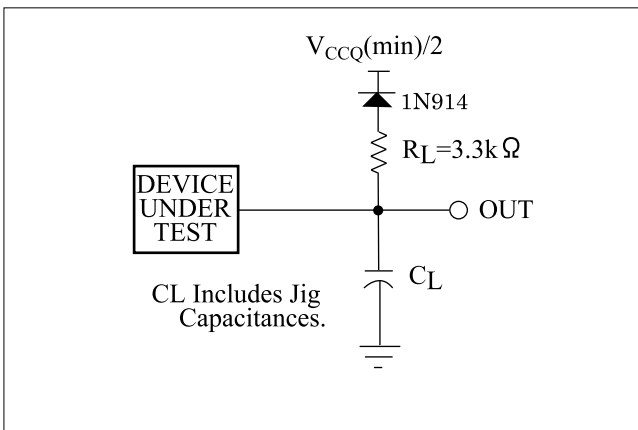 V_CCQ(min)/2
1N914
R_L=3.3kΩ
DEVICE
UNDER
TEST
OUT
C_L
CL Includes Jig
Capacitances.